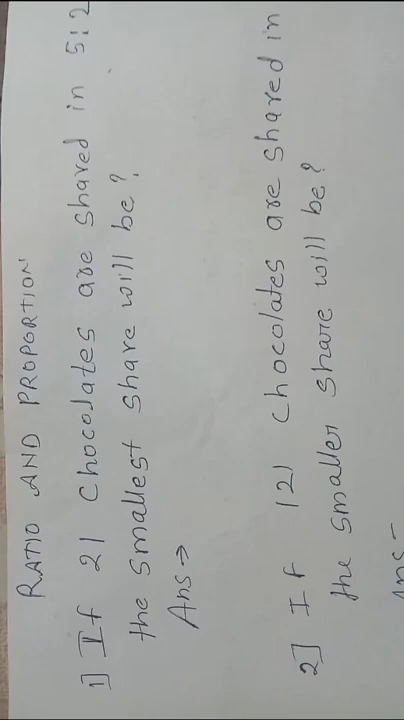 RATIO AND PROPORTION
1] If 21 chocolates are shared in 5:2
the smallest share will be?
Ans →
2] If 121 chocolates are shared in
the smaller share will be?
Ans